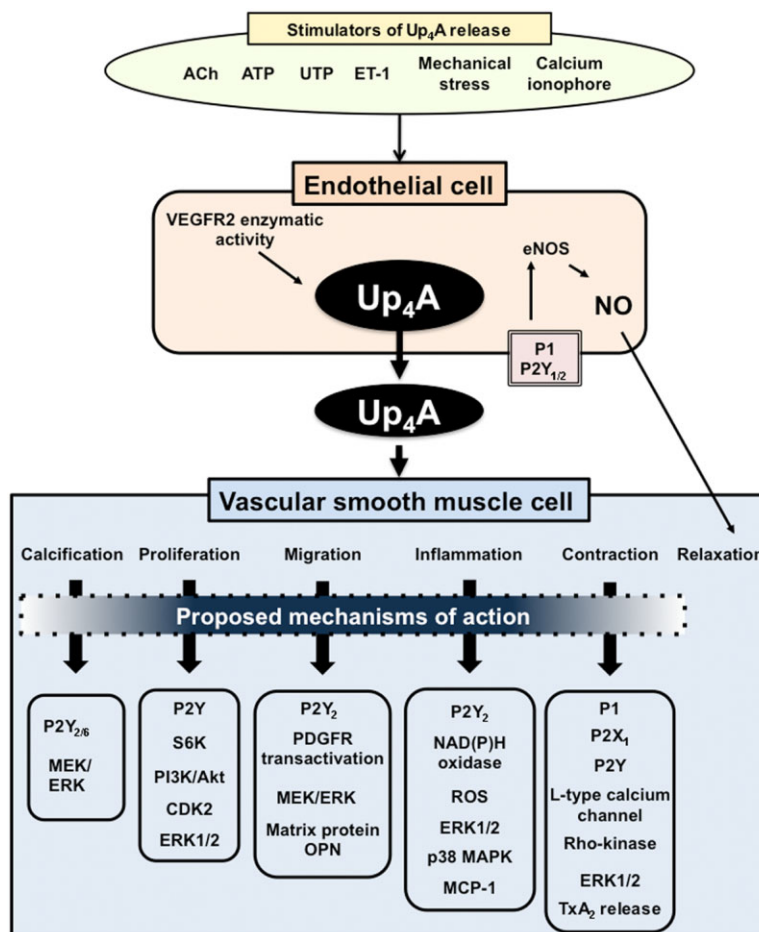 Stimulators of Up₄A release
ACh ATP UTP ET-1 Mechanical stress Calcium ionophore
Endothelial cell
VEGFR2 enzymatic
activity
eNOS
Up₄A
NO
P1
P2Y₁/₂
Up₄A
Vascular smooth muscle cell
Calcification Proliferation Migration Inflammation Contraction Relaxation
Proposed mechanisms of action
P2Y₂/₆
MEK/
ERK
P2Y
S6K
PI3K/Akt
CDK2
ERK1/2
P2Y₂
PDGFR
transactivation
MEK/ERK
Matrix protein
OPN
P2Y₂
NAD(P)H
oxidase
ROS
ERK1/2
p38 MAPK
MCP-1
P1
P2X₁
P2Y
L-type calcium
channel
Rho-kinase
ERK1/2
TxA₂ release